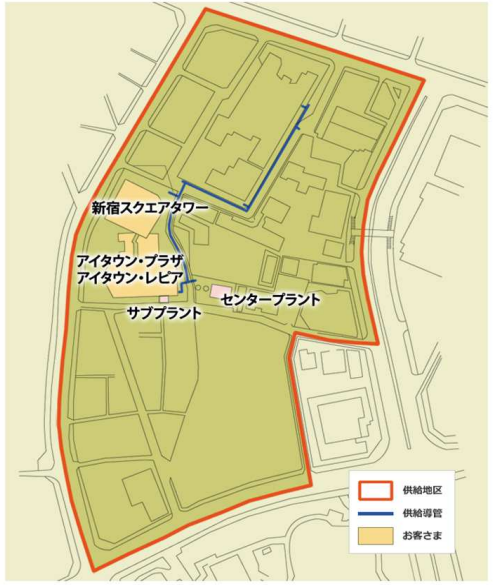 新宿スクエアタワー
アイタウン・プラザ
アイタウン・レピア
サブプラント
センタープラント
供給地区
供給導管
お客さま